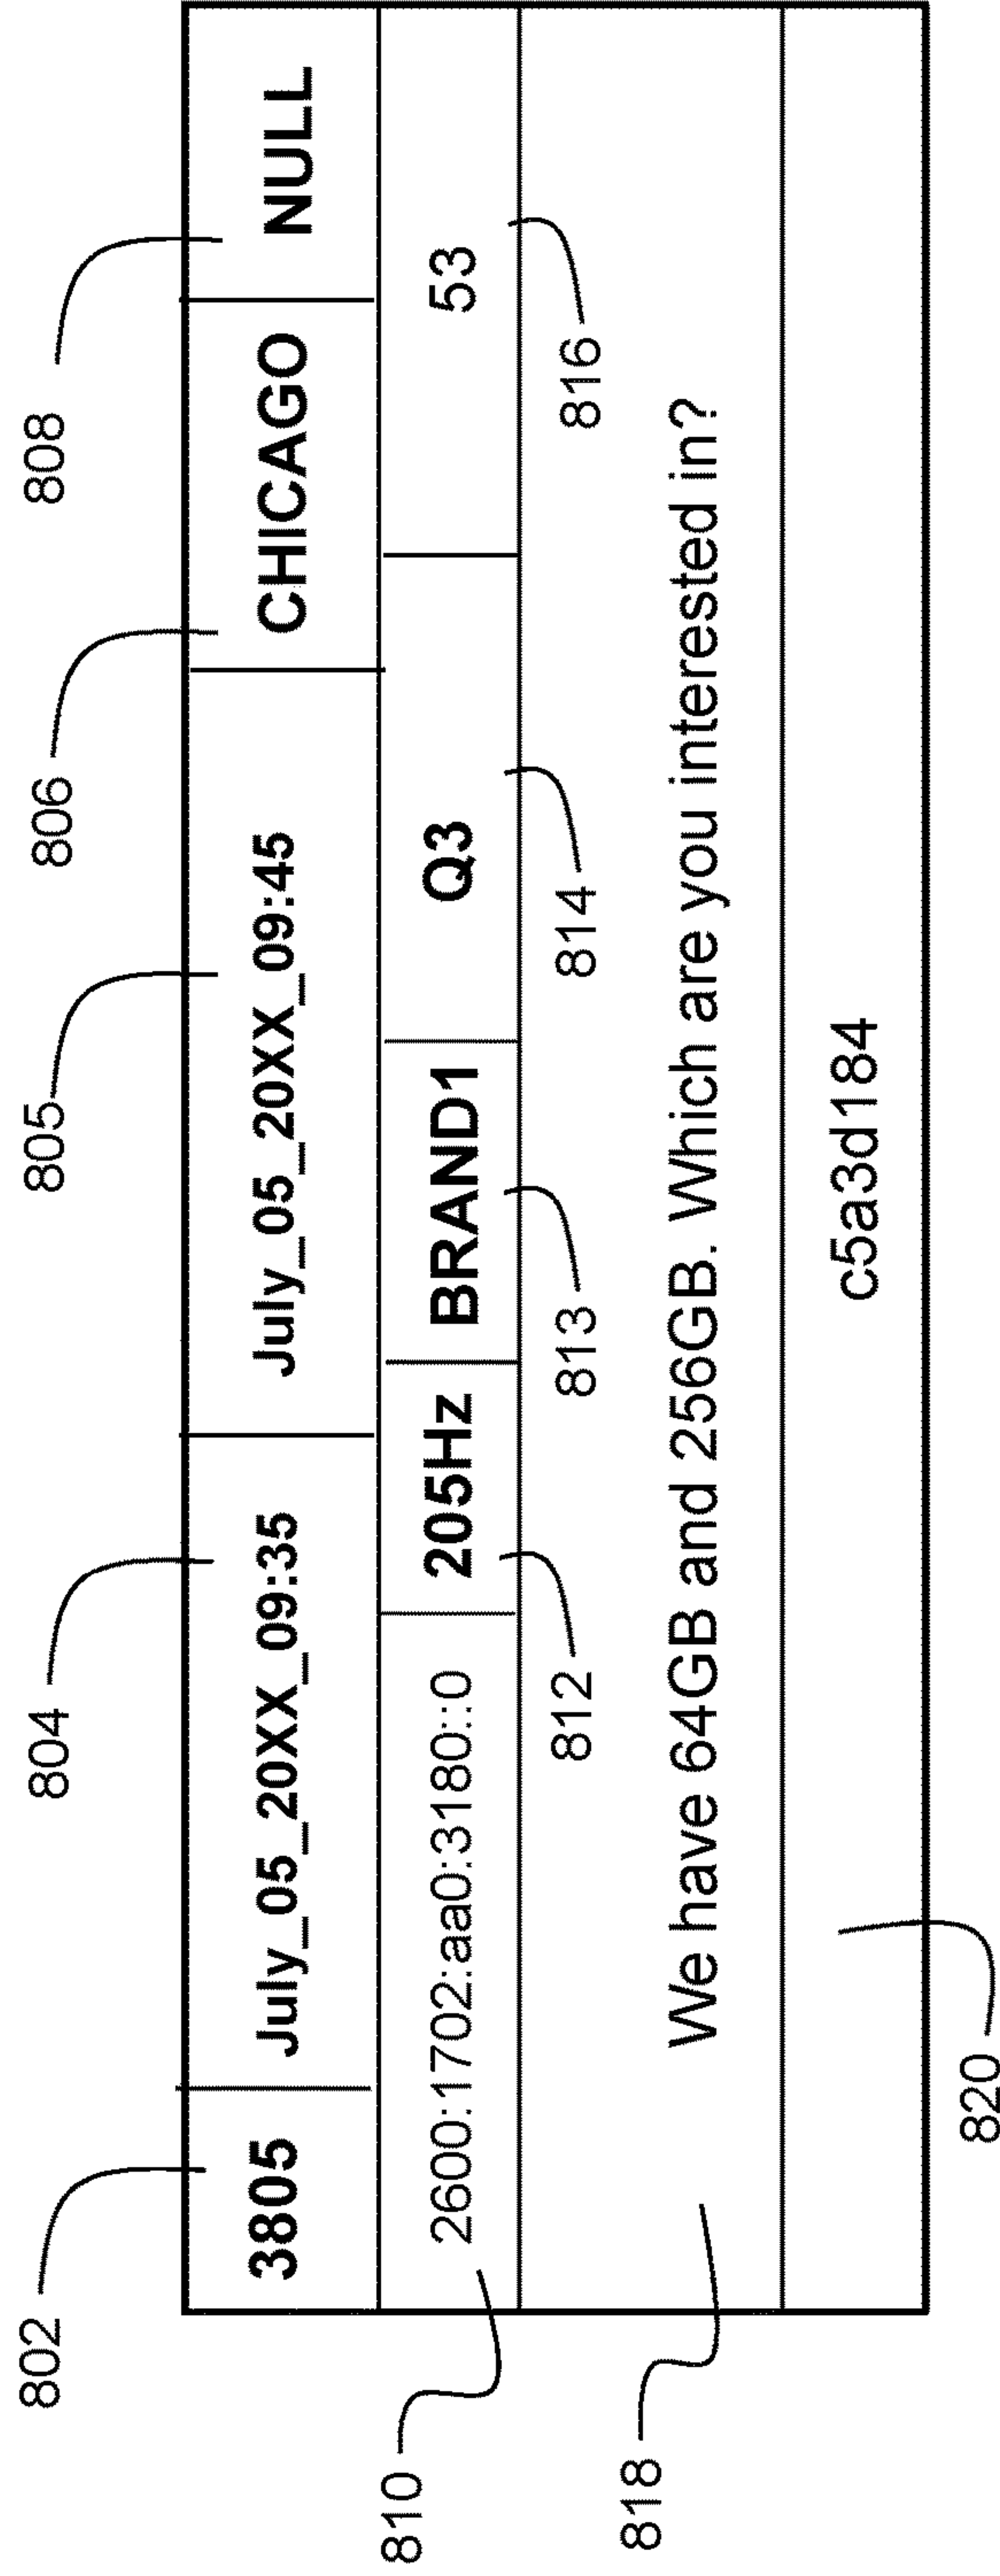 802 804 805 806 808
3805 July_05_20XX_09:35 July_05_20XX_09:45 CHICAGO NULL
810 2600:1702:aa0:3180::0 205Hz BRAND1 Q3 53
812 813 814 816
818 We have 64GB and 256GB. Which are you interested in?
c5a3d184
820